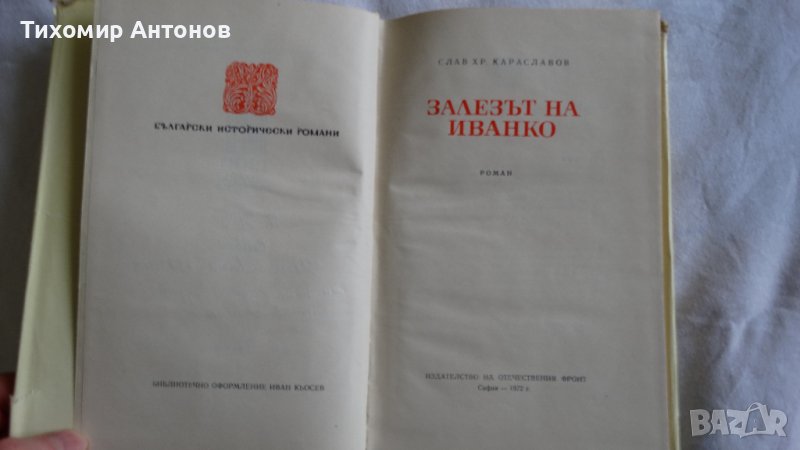 Тихомир Антонов
БЪЛГАРСКИ ИСТОРИЧЕСКИ РОМАНИ
БИБЛИОТЕЧНО ОФОРМЛЕНИЕ ИВАН КЬОСЕВ
СЛАВ ХР. КАРАСЛАВОВ
ЗАЛЕЗЪТ НА
ИВАНКО
РОМАН
ИЗДАТЕЛСТВО НА ОТЕЧЕСТВЕНИЯ ФРОНТ
София — 1972 г.
BAZAR